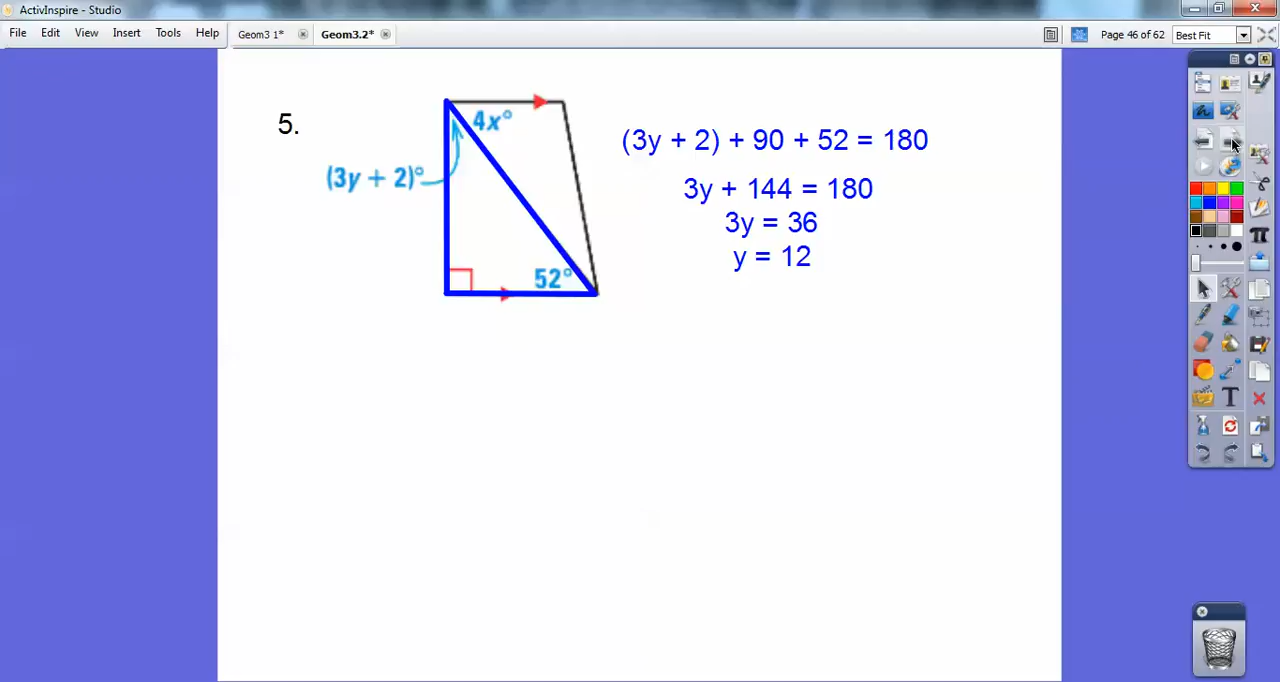 ActivInspire - Studio
File Edit View Insert Tools Help
Geom3 1*
Geom3.2*
Page 46 of 62
Best Fit
5.
4x°
(3y + 2)°
52°
(3y + 2) + 90 + 52 = 180
3y + 144 = 180
3y = 36
y = 12